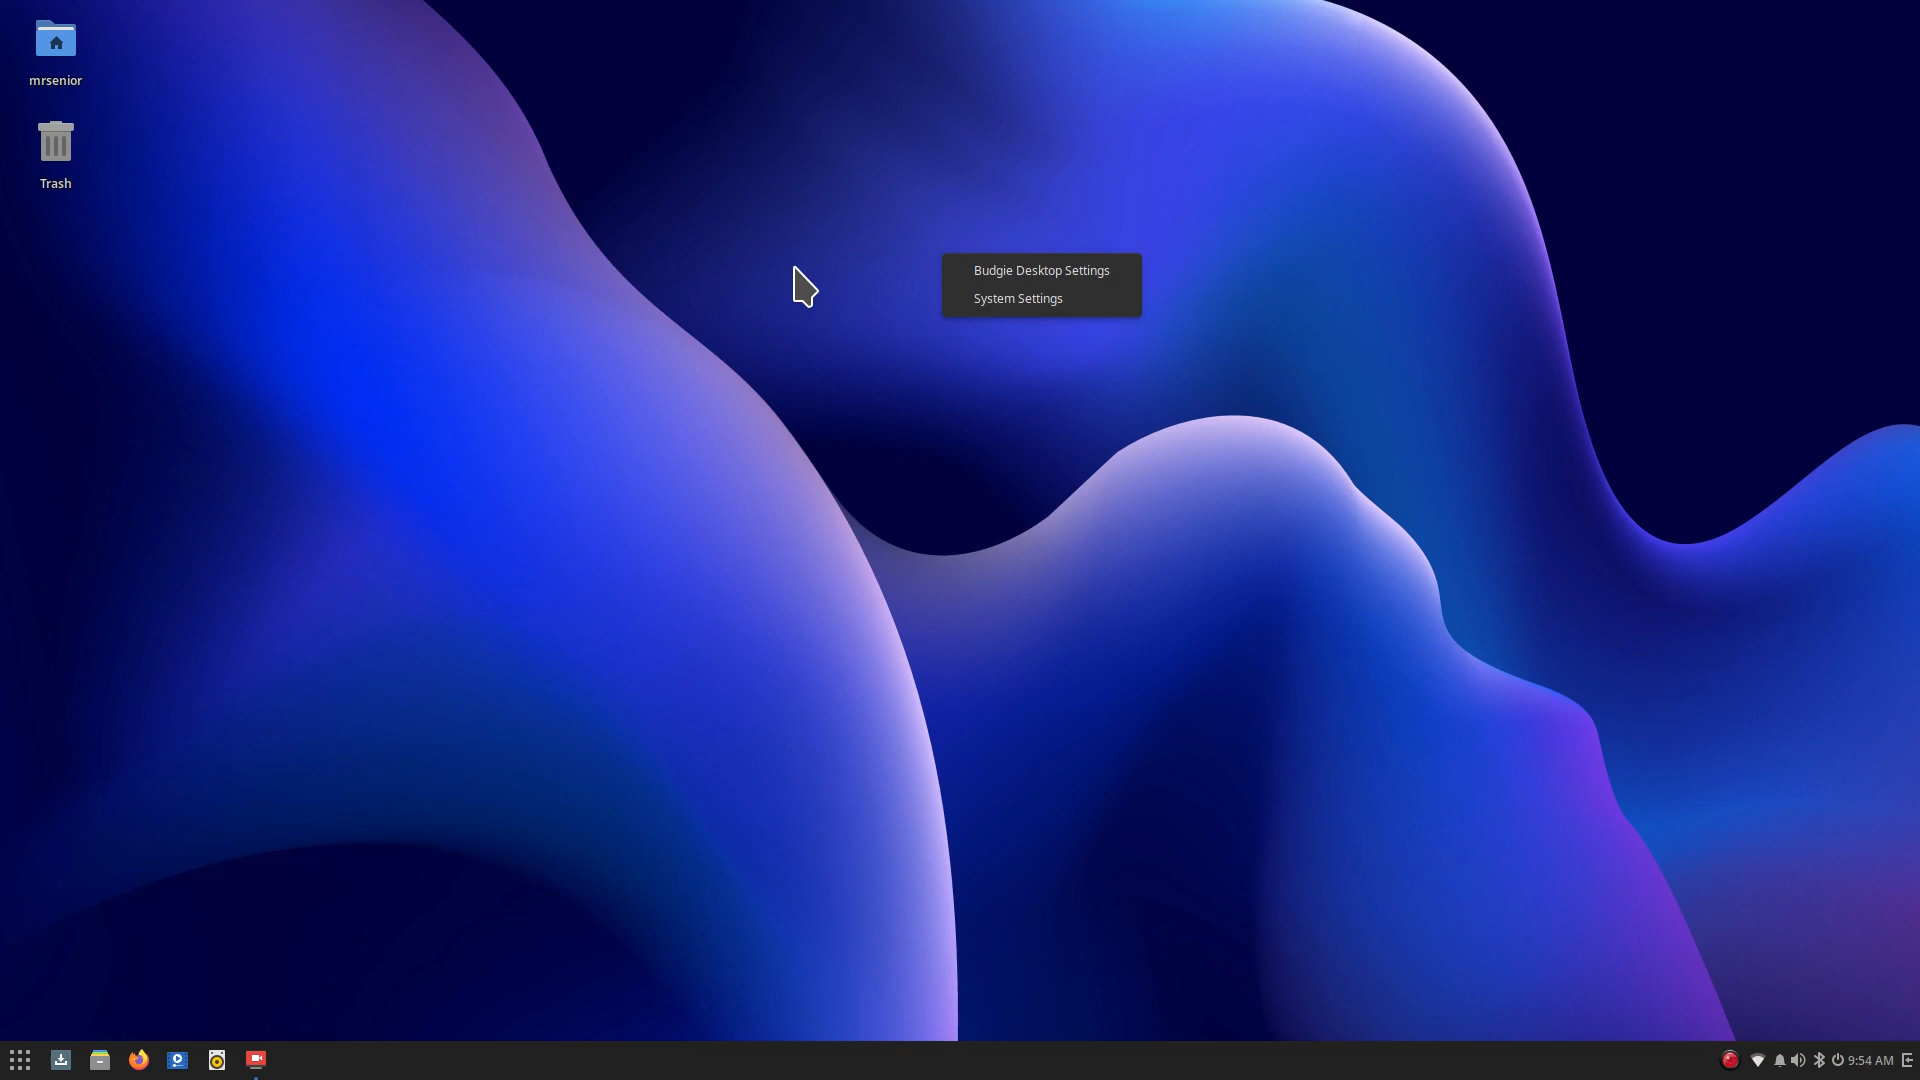 mrsenior
Trash
Budgie Desktop Settings
System Settings
9:54 AM